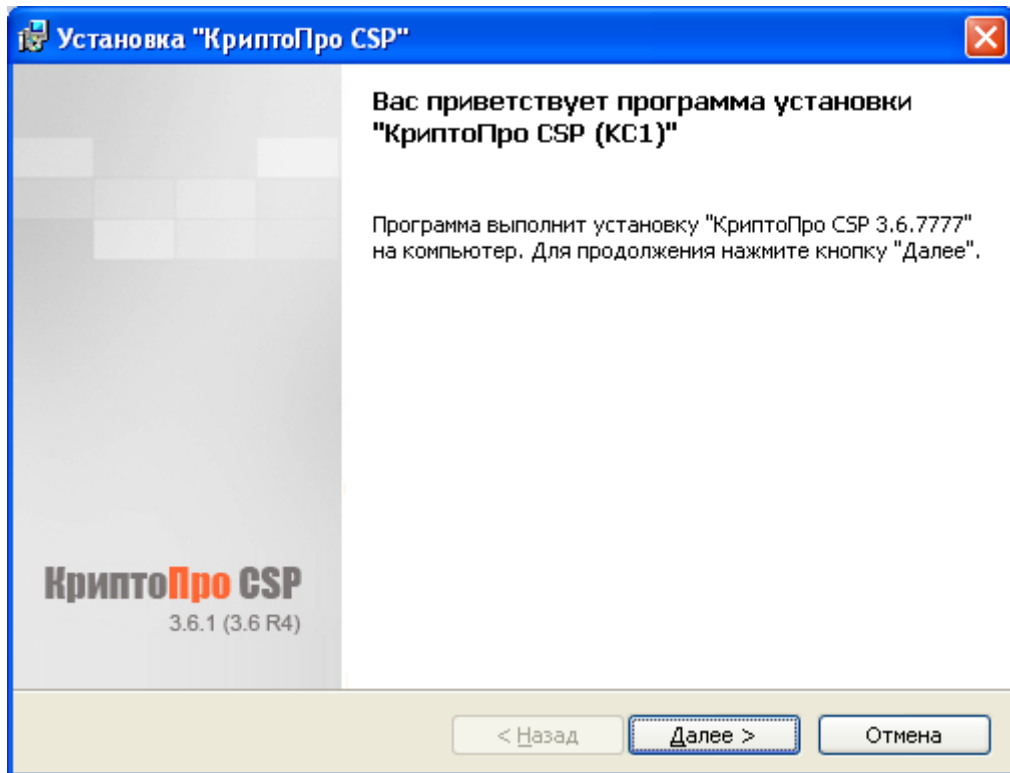 Установка "КриптоПро CSP"
Вас приветствует программа установки
"КриптоПро CSP (KC1)"
Программа выполнит установку "КриптоПро CSP 3.6.7777"
на компьютер. Для продолжения нажмите кнопку "Далее".
КриптоПро CSP
3.6.1 (3.6 R4)
< Назад
Далее >
Отмена